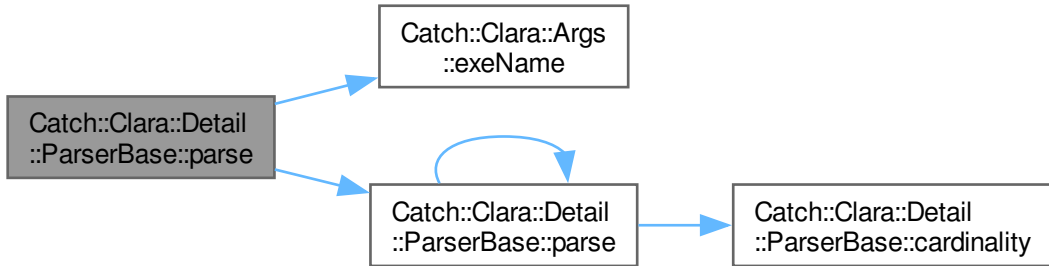 Catch::Clara::Args
::exeName
Catch::Clara::Detail
::ParserBase::parse
Catch::Clara::Detail
::ParserBase::parse
Catch::Clara::Detail
::ParserBase::cardinality